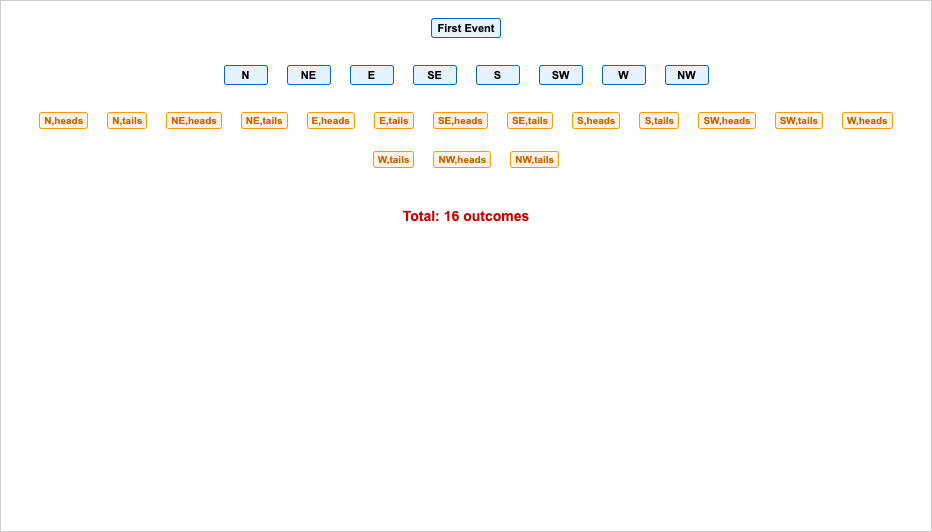 First Event
N NE E SE S SW W NW
N,heads N,tails NE,heads NE,tails E,heads E,tails SE,heads SE,tails S,heads S,tails SW,heads SW,tails W,heads
W,tails NW,heads NW,tails
Total: 16 outcomes